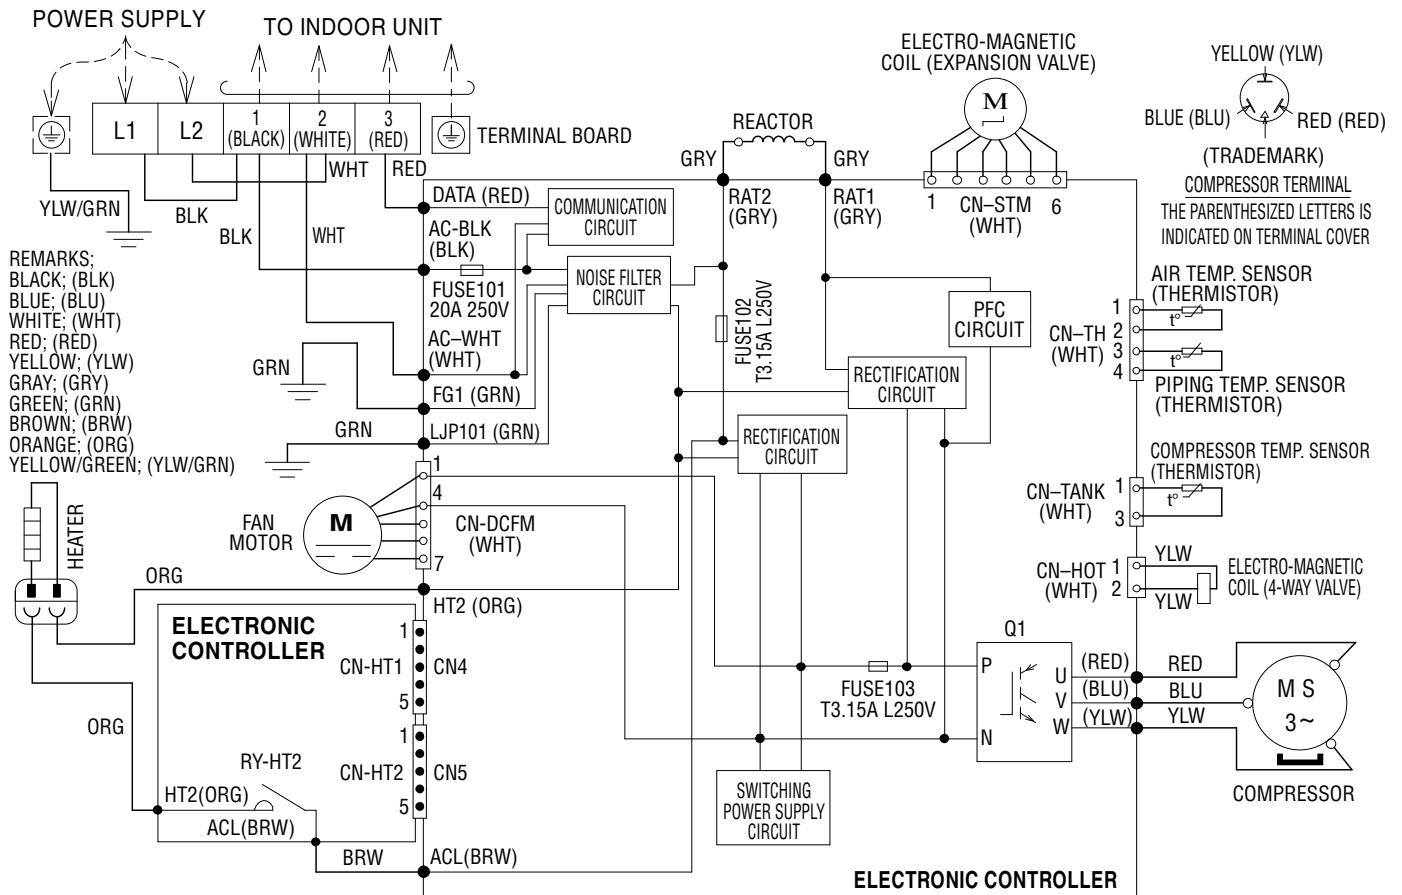 POWER SUPPLY
TO INDOOR UNIT
L1
L2
1
(BLACK)
2
(WHITE)
3
(RED)
TERMINAL BOARD
WHT
RED
YLW/GRN
BLK
BLK
WHT
REMARKS;
BLACK; (BLK)
BLUE; (BLU)
WHITE; (WHT)
RED; (RED)
YELLOW; (YLW)
GRAY; (GRY)
GREEN; (GRN)
BROWN; (BRW)
ORANGE; (ORG)
YELLOW/GREEN; (YLW/GRN)
DATA (RED)
AC-BLK
(BLK)
FUSE101
20A 250V
AC–WHT
(WHT)
GRN
FG1 (GRN)
GRN
LJP101 (GRN)
COMMUNICATION
CIRCUIT
NOISE FILTER
CIRCUIT
REACTOR
GRY
GRY
RAT2
(GRY)
RAT1
(GRY)
FUSE102
T3.15A L250V
ELECTRO-MAGNETIC
COIL (EXPANSION VALVE)
M
1
CN–STM
(WHT)
6
YELLOW (YLW)
BLUE (BLU)
RED (RED)
(TRADEMARK)
COMPRESSOR TERMINAL
THE PARENTHESIZED LETTERS IS
INDICATED ON TERMINAL COVER
PFC
CIRCUIT
RECTIFICATION
CIRCUIT
RECTIFICATION
CIRCUIT
AIR TEMP. SENSOR
(THERMISTOR)
CN–TH
(WHT)
1
2
3
4
t°
t°
PIPING TEMP. SENSOR
(THERMISTOR)
COMPRESSOR TEMP. SENSOR
(THERMISTOR)
CN–TANK
(WHT)
1
3
t°
CN–HOT
(WHT)
1
2
YLW
YLW
ELECTRO-MAGNETIC
COIL (4-WAY VALVE)
HEATER
FAN
MOTOR
M
1
4
7
CN-DCFM
(WHT)
ORG
HT2 (ORG)
ELECTRONIC
CONTROLLER
1
CN-HT1
CN4
5
1
CN-HT2
CN5
5
ORG
RY-HT2
HT2(ORG)
ACL(BRW)
BRW
ACL(BRW)
FUSE103
T3.15A L250V
Q1
P
N
U
V
W
(RED)
(BLU)
(YLW)
RED
BLU
YLW
M S
3~
COMPRESSOR
SWITCHING
POWER SUPPLY
CIRCUIT
ELECTRONIC CONTROLLER